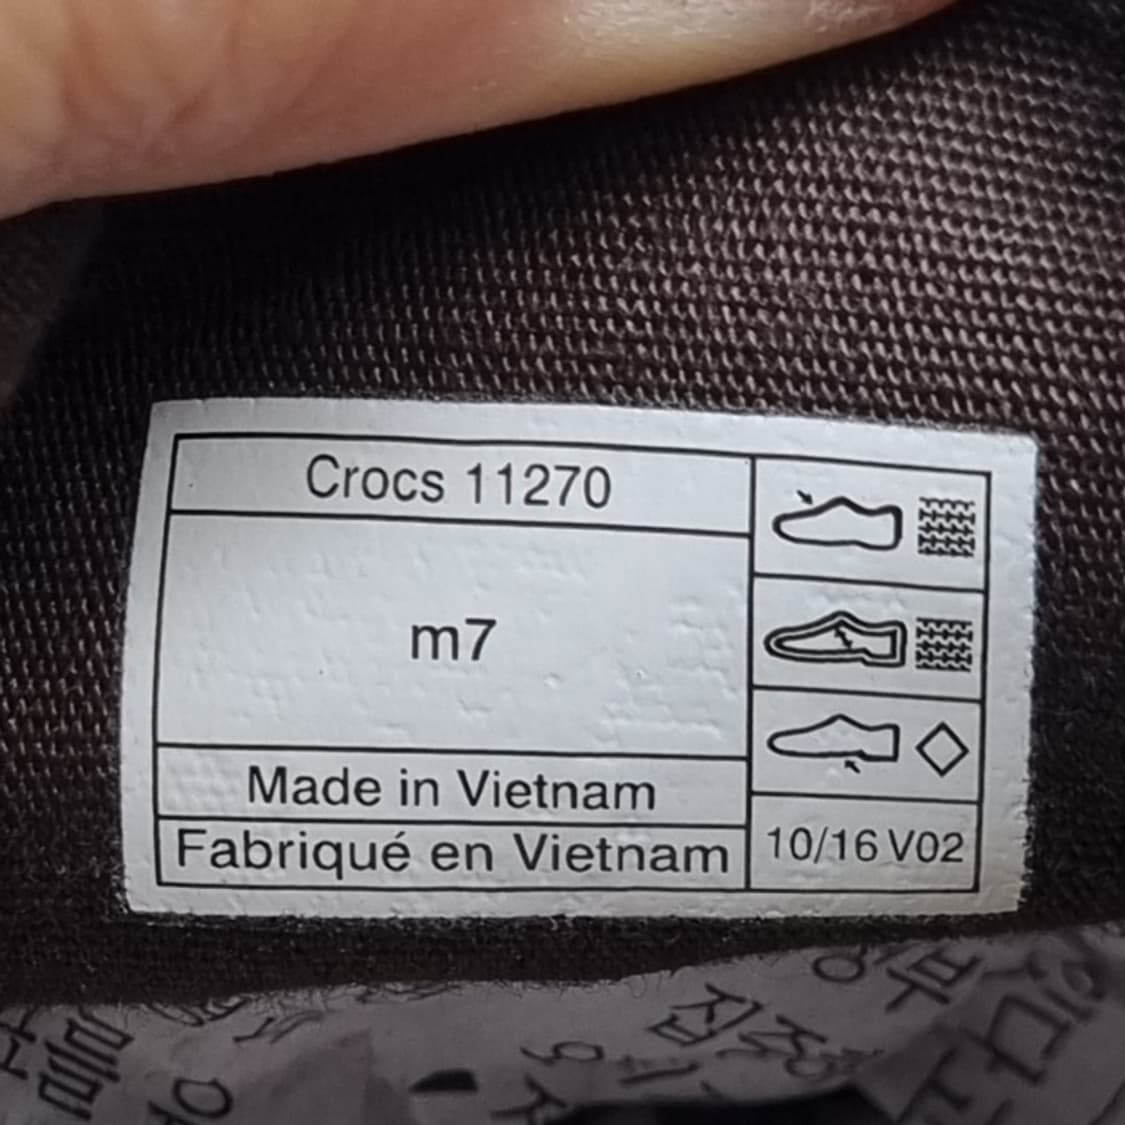 Crocs 11270
m7
Made in Vietnam
Fabriqué en Vietnam
10/16 V02